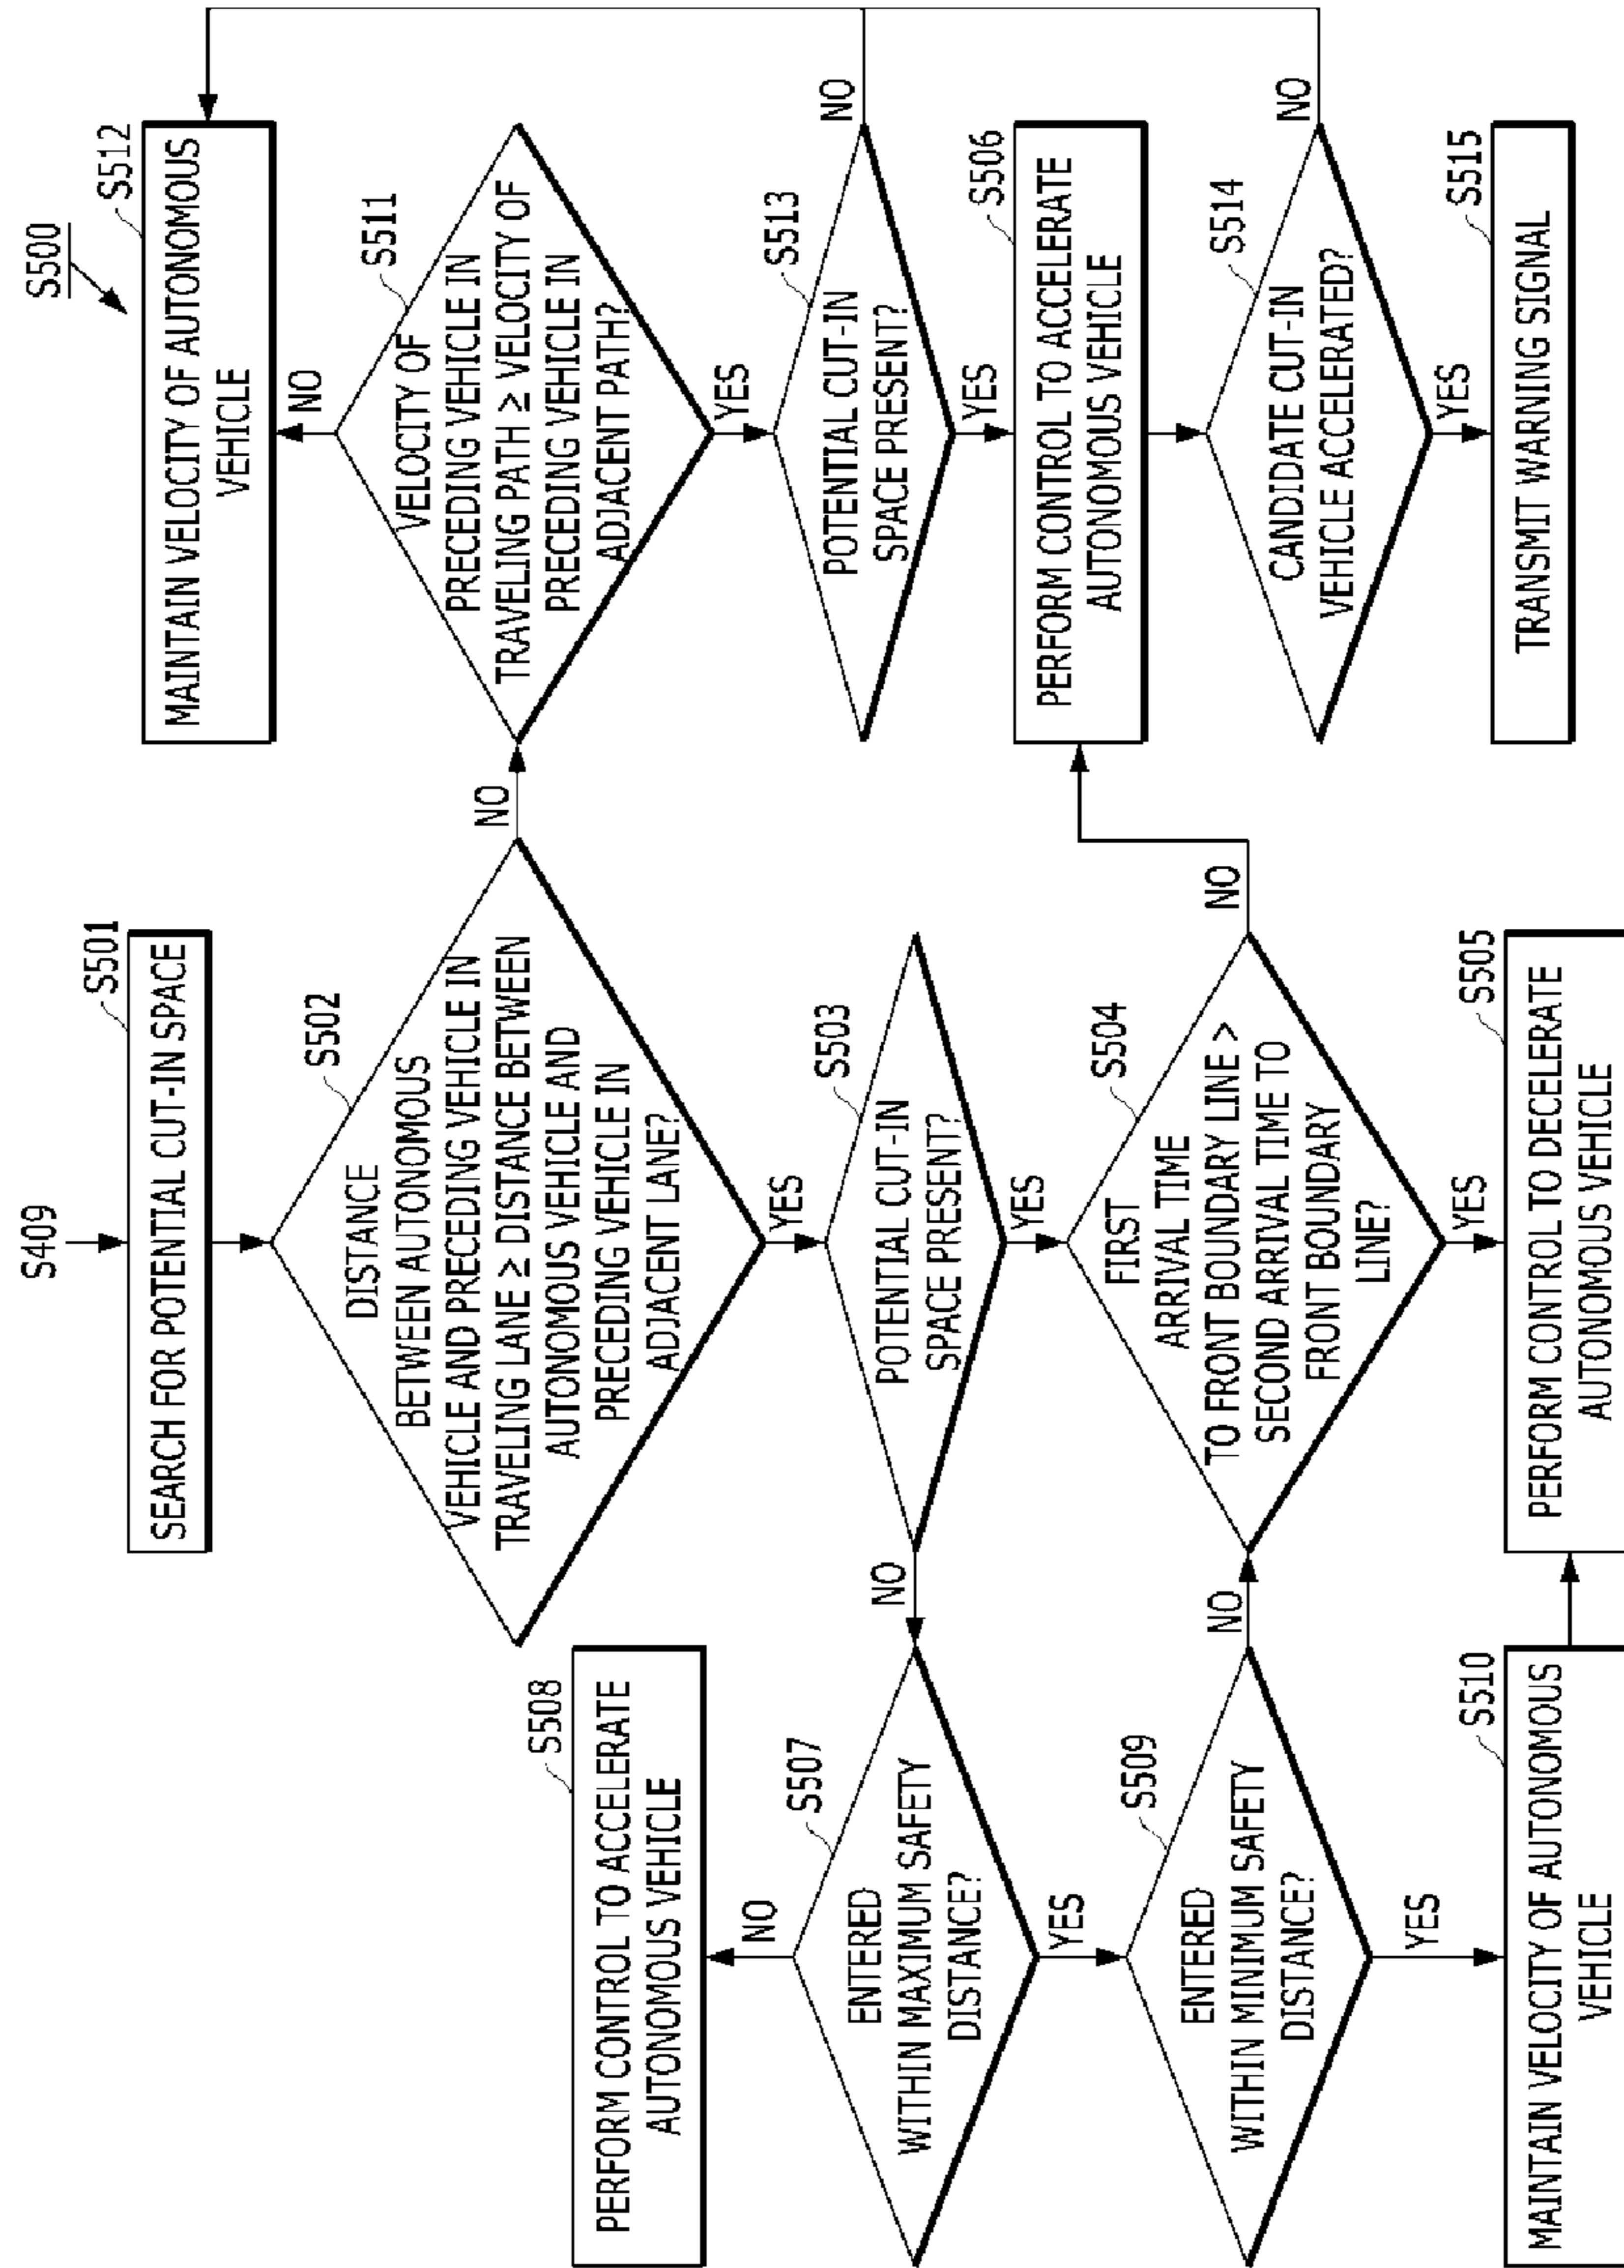 S500
S409
S501
SEARCH FOR POTENTIAL CUT-IN SPACE
S502
DISTANCE
BETWEEN AUTONOMOUS
VEHICLE AND PRECEDING VEHICLE IN
TRAVELING LANE ≥ DISTANCE BETWEEN
AUTONOMOUS VEHICLE AND
PRECEDING VEHICLE IN
ADJACENT LANE?
NO
YES
S503
POTENTIAL CUT-IN
SPACE PRESENT?
NO
YES
S504
FIRST
ARRIVAL TIME
TO FRONT BOUNDARY LINE >
SECOND ARRIVAL TIME TO
FRONT BOUNDARY
LINE?
NO
YES
S505
PERFORM CONTROL TO DECELERATE
AUTONOMOUS VEHICLE
S508
PERFORM CONTROL TO ACCELERATE
AUTONOMOUS VEHICLE
NO
S507
ENTERED
WITHIN MAXIMUM SAFETY
DISTANCE?
YES
S509
ENTERED
WITHIN MINIMUM SAFETY
DISTANCE?
NO
YES
S510
MAINTAIN VELOCITY OF AUTONOMOUS
VEHICLE
S512
MAINTAIN VELOCITY OF AUTONOMOUS
VEHICLE
NO
S511
VELOCITY OF
PRECEDING VEHICLE IN
TRAVELING PATH ≥ VELOCITY OF
PRECEDING VEHICLE IN
ADJACENT PATH?
YES
S513
POTENTIAL CUT-IN
SPACE PRESENT?
NO
YES
S506
PERFORM CONTROL TO ACCELERATE
AUTONOMOUS VEHICLE
S514
CANDIDATE CUT-IN
VEHICLE ACCELERATED?
NO
YES
S515
TRANSMIT WARNING SIGNAL